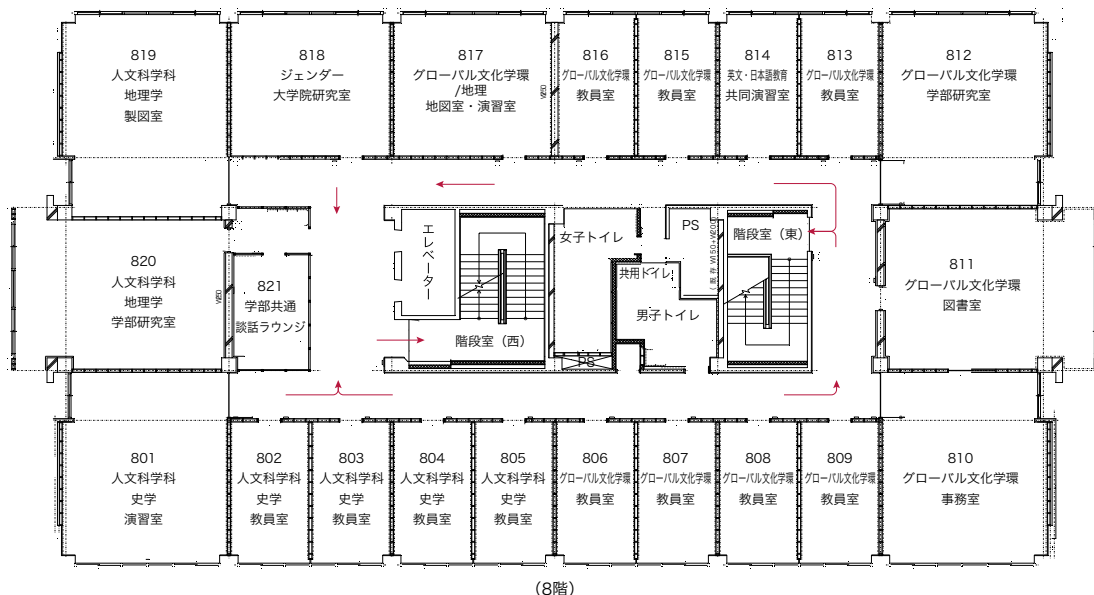 819
人文科学科
地理学
製図室
818
ジェンダー
大学院研究室
817
グローバル文化学環
/地理
地図室・演習室
816
グローバル文化学環
教員室
815
グローバル文化学環
教員室
814
英文・日本語教育
共同演習室
813
グローバル文化学環
教員室
812
グローバル文化学環
学部研究室
W250
820
人文科学科
地理学
学部研究室
W250
821
学部共通
談話ラウンジ
エレベーター
階段室（西）
女子トイレ
PS
共用トイレ
男子トイレ
PS
階段室（東）
811
グローバル文化学環
図書室
801
人文科学科
史学
演習室
802
人文科学科
史学
教員室
803
人文科学科
史学
教員室
804
人文科学科
史学
教員室
805
人文科学科
史学
教員室
806
グローバル文化学環
教員室
807
グローバル文化学環
教員室
808
グローバル文化学環
教員室
809
グローバル文化学環
教員室
810
グローバル文化学環
事務室
（8階）